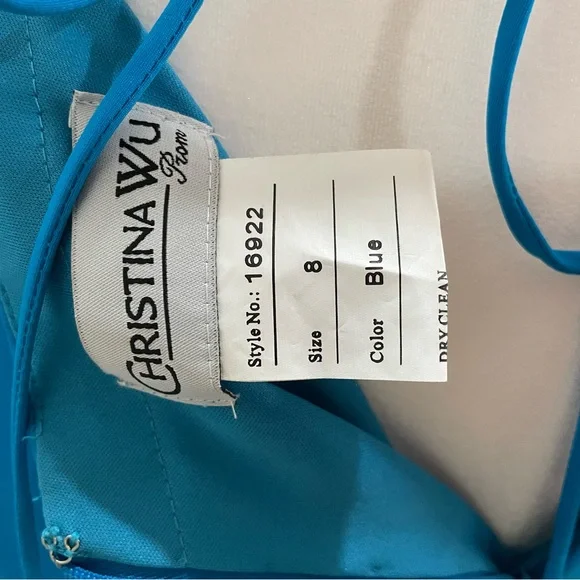 CHRISTINA WU
Prom
Style No.: 16922
Size 8
Color Blue
DRY CLEAN